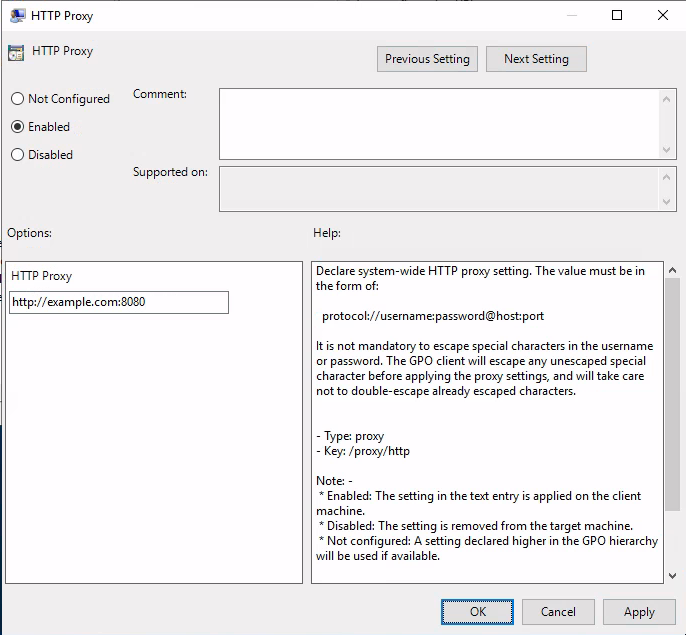 HTTP Proxy
HTTP Proxy
Previous Setting
Next Setting
Not Configured
Enabled
Disabled
Comment:
Supported on:
Options:
Help:
HTTP Proxy
http://example.com:8080
Declare system-wide HTTP proxy setting. The value must be in
the form of:
protocol://username:password@host:port
It is not mandatory to escape special characters in the username
or password. The GPO client will escape any unescaped special
character before applying the proxy settings, and will take care
not to double-escape already escaped characters.
- Type: proxy
- Key: /proxy/http
Note: -
* Enabled: The setting in the text entry is applied on the client
machine.
* Disabled: The setting is removed from the target machine.
* Not configured: A setting declared higher in the GPO hierarchy
will be used if available.
OK
Cancel
Apply